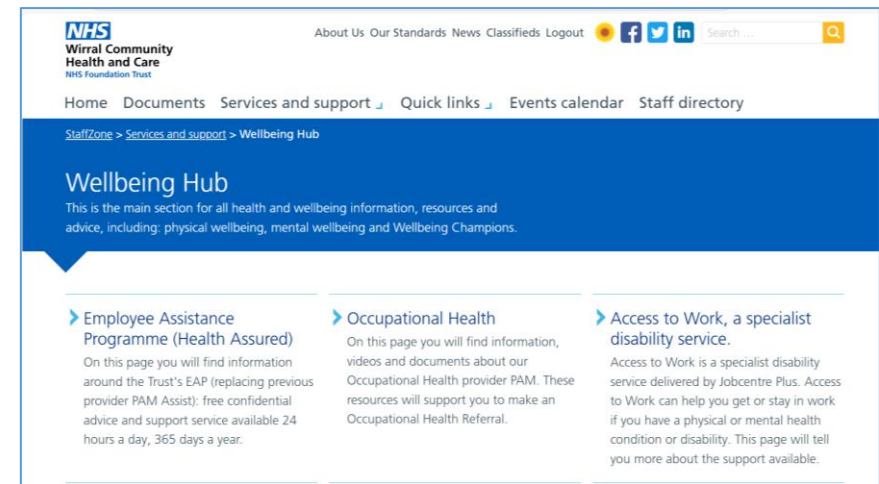 NHS
Wirral Community
Health and Care
NHS Foundation Trust
About Us Our Standards News Classifieds Logout
Search ...
Home Documents Services and support Quick links Events calendar Staff directory
StaffZone > Services and support > Wellbeing Hub
Wellbeing Hub
This is the main section for all health and wellbeing information, resources and
advice, including: physical wellbeing, mental wellbeing and Wellbeing Champions.
Employee Assistance
Programme (Health Assured)
On this page you will find information
around the Trust's EAP (replacing previous
provider PAM Assist): free confidential
advice and support service available 24
hours a day, 365 days a year.
Occupational Health
On this page you will find information,
videos and documents about our
Occupational Health provider PAM. These
resources will support you to make an
Occupational Health Referral.
Access to Work, a specialist
disability service.
Access to Work is a specialist disability
service delivered by Jobcentre Plus. Access
to Work can help you get or stay in work
if you have a physical or mental health
condition or disability. This page will tell
you more about the support available.